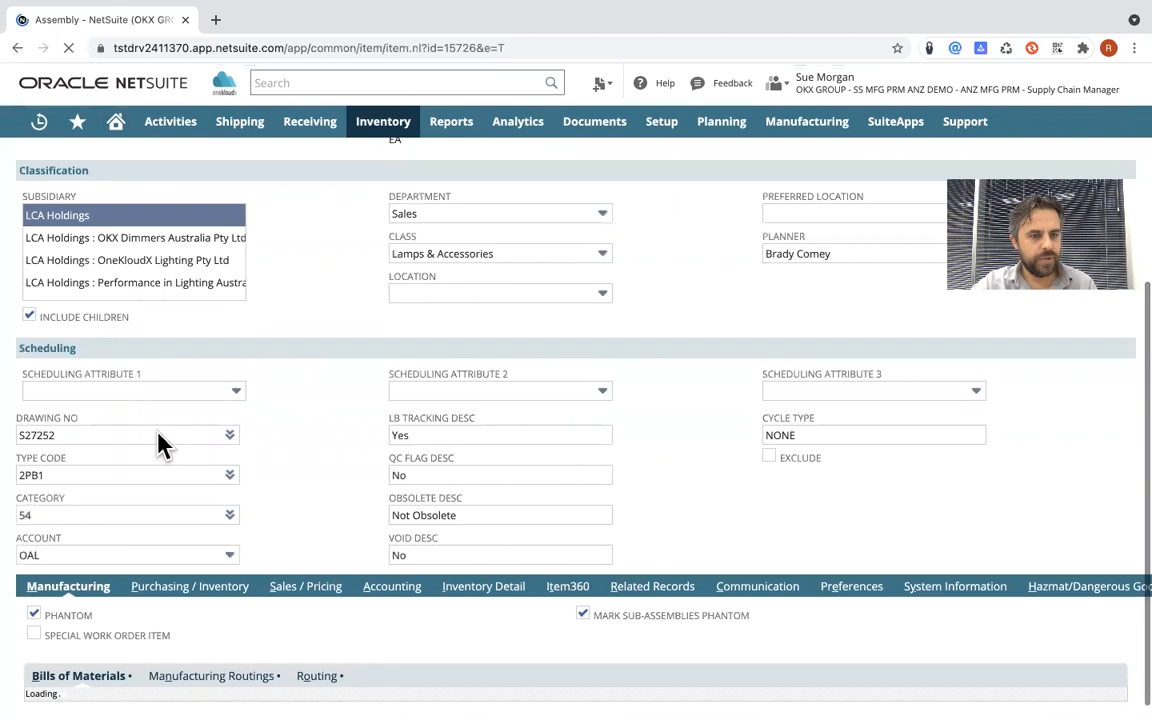 Assembly - NetSuite (OKX GR
tstdrv2411370.app.netsuite.com/app/common/item/item.nl?id=15726&e=T
R
ORACLE NETSUITE
onekloudx
Search
Help
Feedback
Sue Morgan
OKX GROUP - SS MFG PRM ANZ DEMO - ANZ MFG PRM - Supply Chain Manager
Activities Shipping Receiving Inventory Reports Analytics Documents Setup Planning Manufacturing SuiteApps Support
EA
Classification
SUBSIDIARY
LCA Holdings
LCA Holdings : OKX Dimmers Australia Pty Ltd
LCA Holdings : OneKloudX Lighting Pty Ltd
LCA Holdings : Performance in Lighting Austra
INCLUDE CHILDREN
DEPARTMENT
Sales
CLASS
Lamps & Accessories
LOCATION
PREFERRED LOCATION
PLANNER
Brady Comey
Scheduling
SCHEDULING ATTRIBUTE 1
SCHEDULING ATTRIBUTE 2
SCHEDULING ATTRIBUTE 3
DRAWING NO
S27252
TYPE CODE
2PB1
CATEGORY
54
ACCOUNT
OAL
LB TRACKING DESC
Yes
QC FLAG DESC
No
OBSOLETE DESC
Not Obsolete
VOID DESC
No
CYCLE TYPE
NONE
EXCLUDE
Manufacturing Purchasing / Inventory Sales / Pricing Accounting Inventory Detail Item360 Related Records Communication Preferences System Information Hazmat/Dangerous Goo
PHANTOM
SPECIAL WORK ORDER ITEM
MARK SUB-ASSEMBLIES PHANTOM
Bills of Materials • Manufacturing Routings • Routing •
Loading.